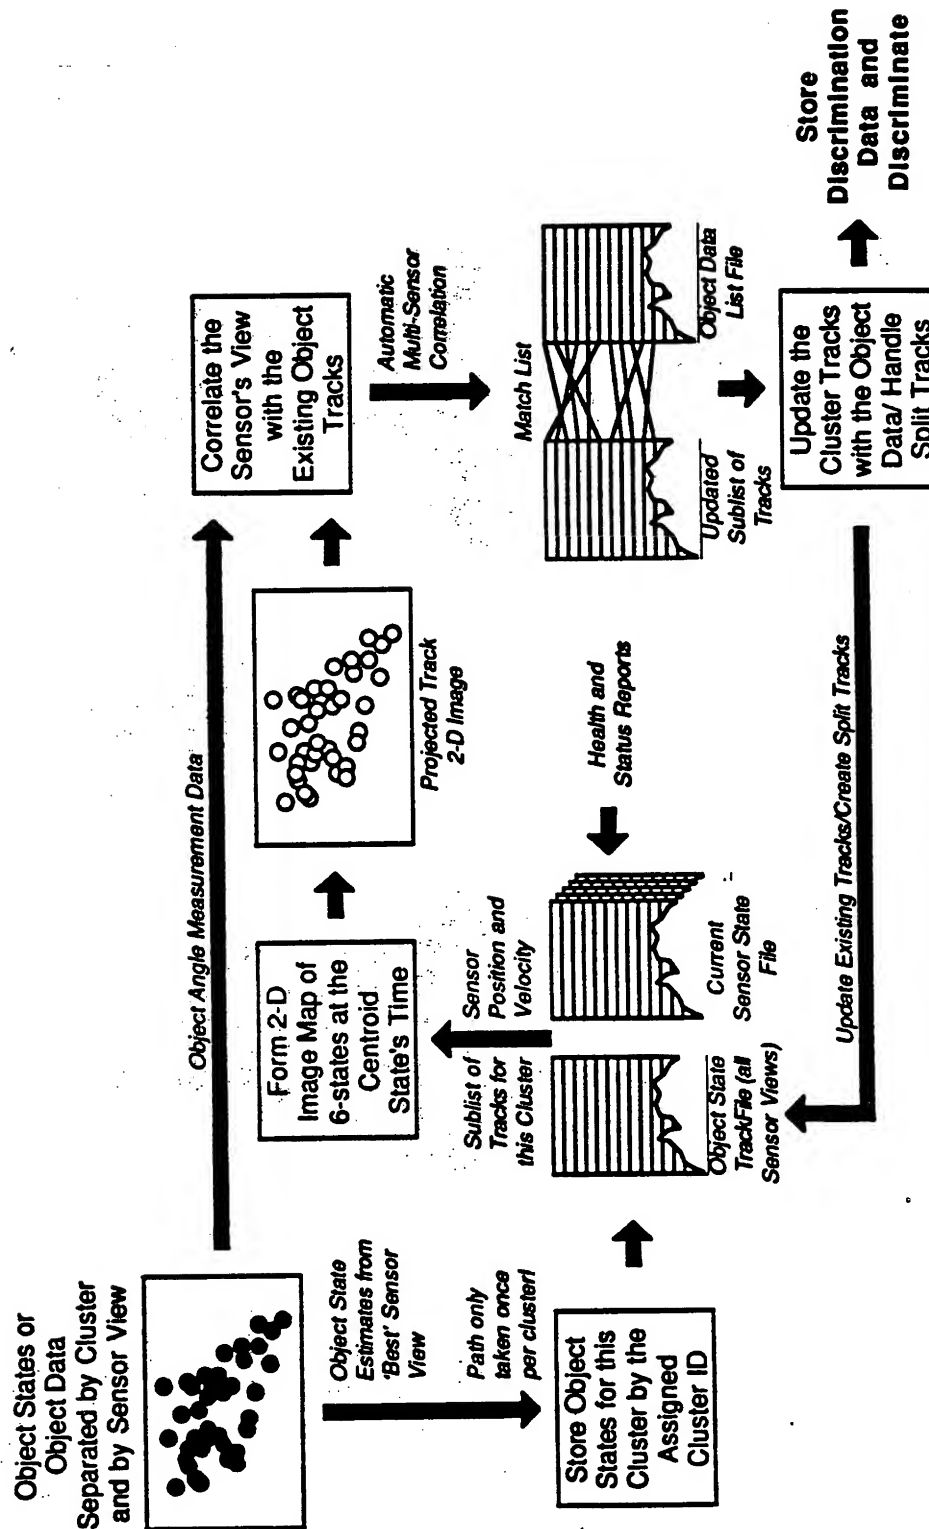 Object States or
Object Data
Separated by Cluster
and by Sensor View
Object Angle Measurement Data
Object State
Estimates from
'Best' Sensor
View
Path only
taken once
per cluster!
Store Object
States for this
Cluster by the
Assigned
Cluster ID
Form 2-D
Image Map of
6-states at the
Centroid
State's Time
Sublist of
Tracks for
this Cluster
Sensor
Position and
Velocity
Object State
TrackFile (all
Sensor Views)
Current
Sensor State
File
Health and
Status Reports
Projected Track
2-D Image
Correlate the
Sensor's View
with the
Existing Object
Tracks
Automatic
Multi-Sensor
Correlation
Match List
Updated
Sublist of
Tracks
Object Data
List File
Update the
Cluster Tracks
with the Object
Data/ Handle
Split Tracks
Update Existing Tracks/Create Split Tracks
Store
Discrimination
Data and
Discriminate